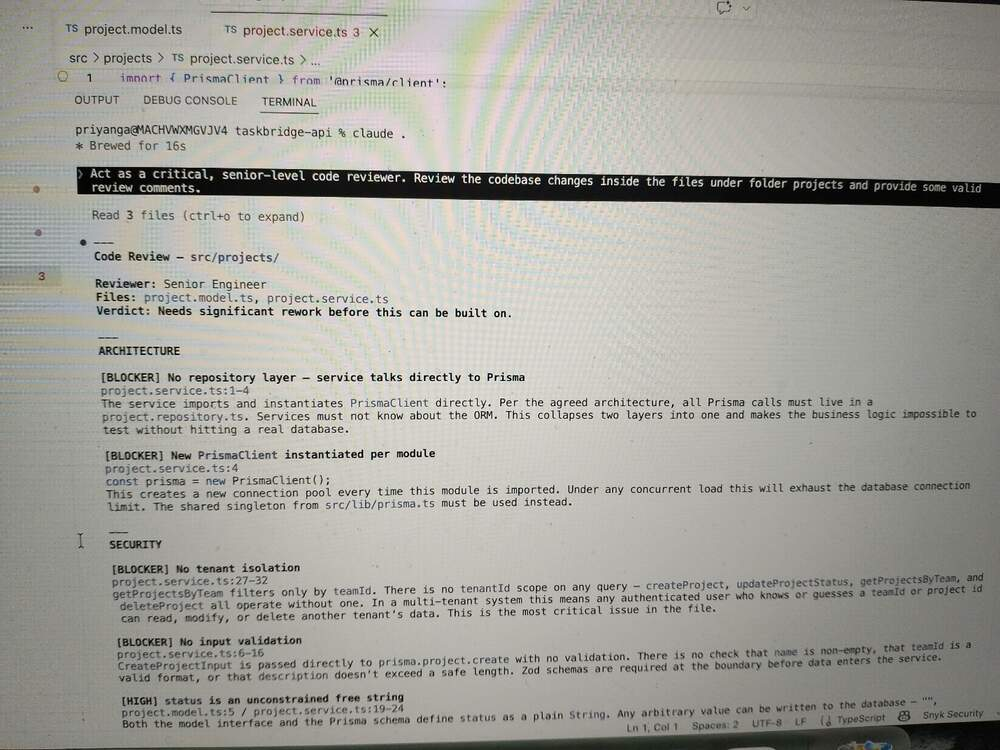 ... TS project.model.ts TS project.service.ts 3 ×
src > projects > TS project.service.ts > ...
1 import { PrismaClient } from '@prisma/client';
OUTPUT DEBUG CONSOLE TERMINAL
priyanga@MACHVWXMGVJV4 taskbridge-api % claude .
* Brewed for 16s
> Act as a critical, senior-level code reviewer. Review the codebase changes inside the files under folder projects and provide some valid
review comments.
Read 3 files (ctrl+o to expand)
● ———
Code Review — src/projects/
3
Reviewer: Senior Engineer
Files: project.model.ts, project.service.ts
Verdict: Needs significant rework before this can be built on.
———
ARCHITECTURE
[BLOCKER] No repository layer — service talks directly to Prisma
project.service.ts:1-4
The service imports and instantiates PrismaClient directly. Per the agreed architecture, all Prisma calls must live in a
project.repository.ts. Services must not know about the ORM. This collapses two layers into one and makes the business logic impossible to
test without hitting a real database.
[BLOCKER] New PrismaClient instantiated per module
project.service.ts:4
const prisma = new PrismaClient();
This creates a new connection pool every time this module is imported. Under any concurrent load this will exhaust the database connection
limit. The shared singleton from src/lib/prisma.ts must be used instead.
———
SECURITY
[BLOCKER] No tenant isolation
project.service.ts:27-32
getProjectsByTeam filters only by teamId. There is no tenantId scope on any query — createProject, updateProjectStatus, getProjectsByTeam, and
deleteProject all operate without one. In a multi-tenant system this means any authenticated user who knows or guesses a teamId or project id
can read, modify, or delete another tenant's data. This is the most critical issue in the file.
[BLOCKER] No input validation
project.service.ts:6-16
CreateProjectInput is passed directly to prisma.project.create with no validation. There is no check that name is non-empty, that teamId is a
valid format, or that description doesn't exceed a safe length. Zod schemas are required at the boundary before data enters the service.
[HIGH] status is an unconstrained free string
project.model.ts:5 / project.service.ts:19-24
Both the model interface and the Prisma schema define status as a plain String. Any arbitrary value can be written to the database — "",
Ln 1, Col 1 Spaces: 2 UTF-8 LF TypeScript Snyk Security